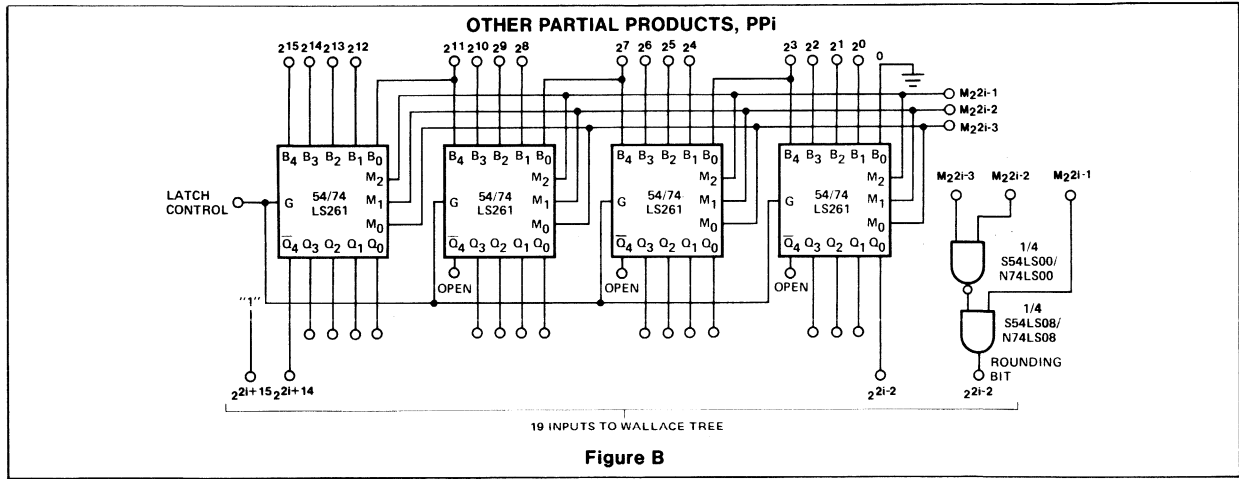 OTHER PARTIAL PRODUCTS, PPi
2^15 2^14 2^13 2^12 2^11 2^10 2^9 2^8 2^7 2^6 2^5 2^4 2^3 2^2 2^1 2^0 0
M_2 2i-1
M_2 2i-2
M_2 2i-3
B4 B3 B2 B1 B0 B4 B3 B2 B1 B0 B4 B3 B2 B1 B0 B4 B3 B2 B1 B0
M2 M2 M2 M2
LATCH CONTROL
G 54/74 LS261 M1 G 54/74 LS261 M1 G 54/74 LS261 M1 G 54/74 LS261 M1
M0 M0 M0 M0
Q̅4 Q3 Q2 Q1 Q0 Q̅4 Q3 Q2 Q1 Q0 Q̅4 Q3 Q2 Q1 Q0 Q̅4 Q3 Q2 Q1 Q0
M_2 2i-3 M_2 2i-2 M_2 2i-1
1/4
S54LS00/
N74LS00
OPEN OPEN OPEN
"1"
1/4
S54LS08/
N74LS08
ROUNDING
BIT
2^2i+15 2^2i+14 2^2i-2 2^2i-2
19 INPUTS TO WALLACE TREE
Figure B